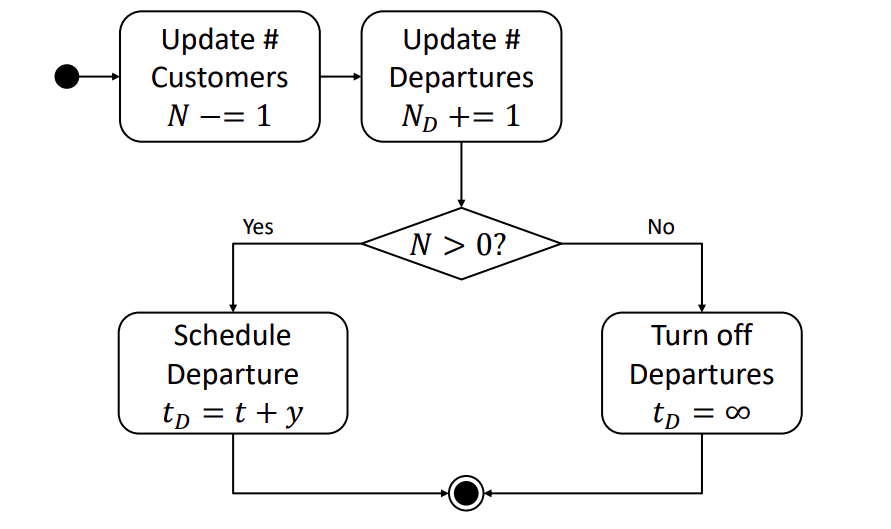 Update #
Customers
N −= 1
Update #
Departures
N_D += 1
N > 0?
Yes
No
Schedule
Departure
t_D = t + y
Turn off
Departures
t_D = ∞